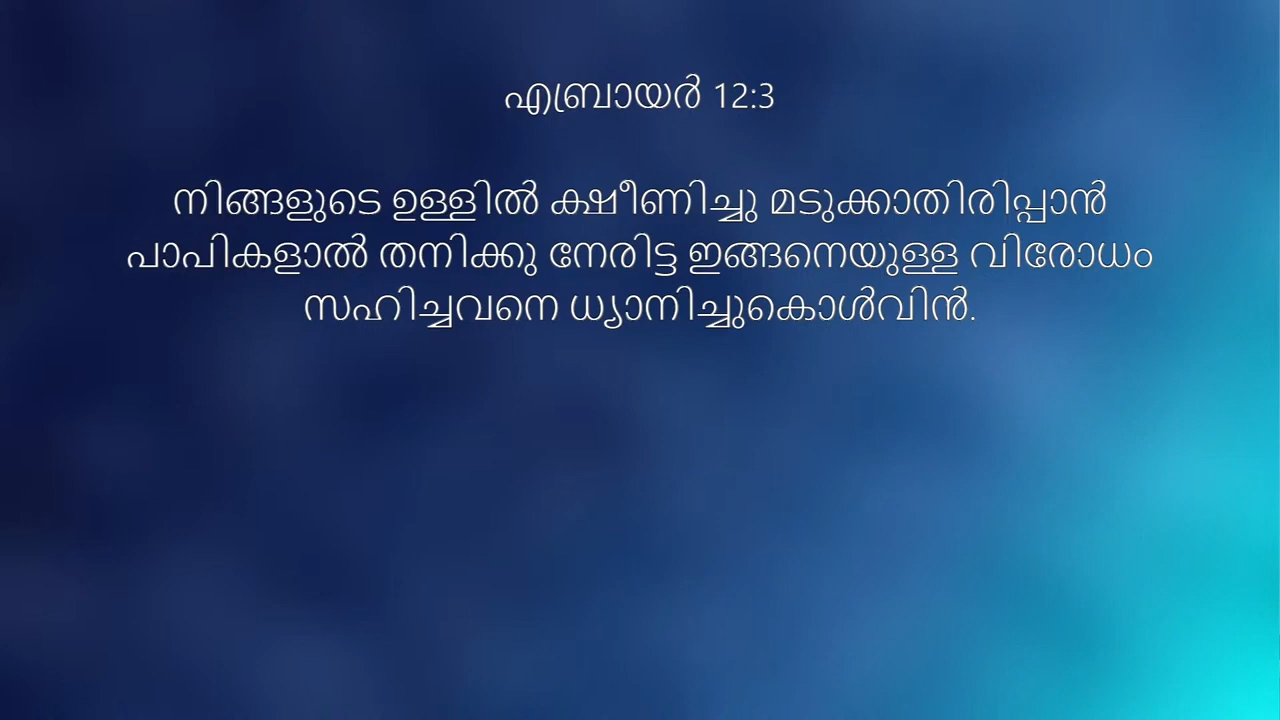 എബ്രായർ 12:3
നിങ്ങളുടെ ഉള്ളിൽ ക്ഷീണിച്ചു മടുക്കാതിരിപ്പാൻ
പാപികളാൽ തനിക്കു നേരിട്ട ഇങ്ങനെയുള്ള വിരോധം
സഹിച്ചവനെ ധ്യാനിച്ചുകൊൾവിൻ.